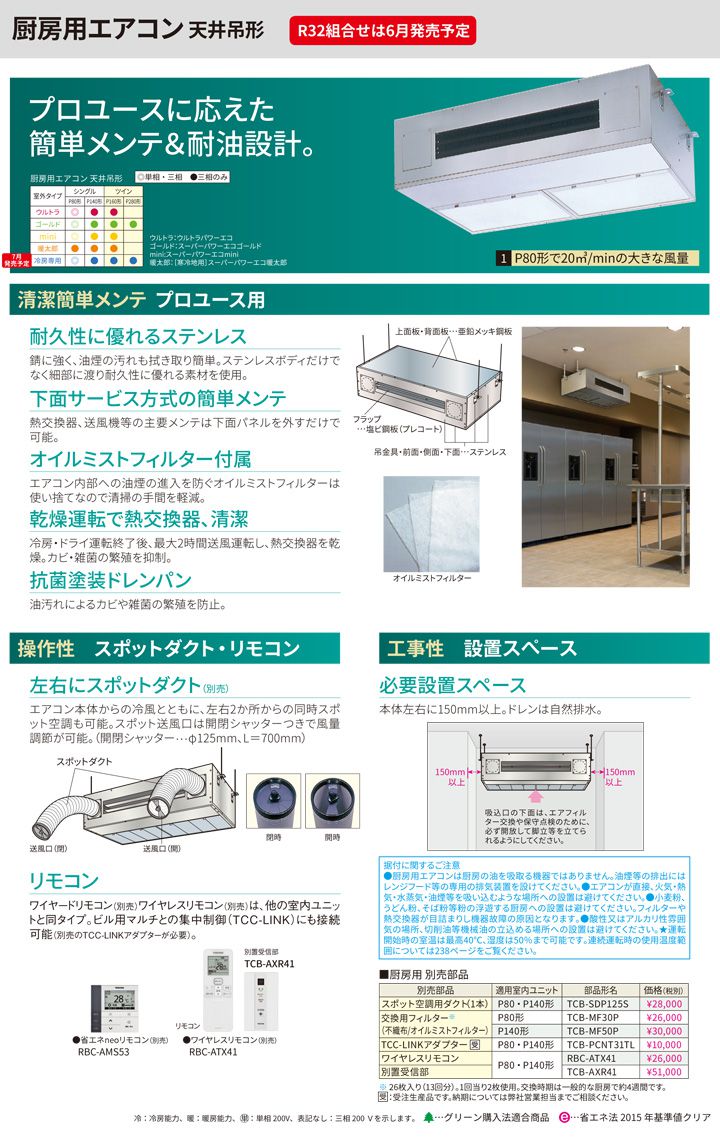 厨房用エアコン 天井吊形
R32組合せは6月発売予定
プロユースに応えた
簡単メンテ&耐油設計。
厨房用エアコン 天井吊形
◎単相・三相 ●三相のみ
室外タイプ シングル ツイン
P80形 P140形 P160形 P280形
ウルトラ ◎ ● ●
ゴールド ◎ ● ● ●
mini ◎ ● ●
暖太郎 ● ● ●
7月
発売予定
冷房専用 ◎ ● ● ●
ウルトラ:ウルトラパワーエコ
ゴールド:スーパーパワーエコゴールド
mini:スーパーパワーエコmini
暖太郎:[寒冷地用]スーパーパワーエコ暖太郎
1 P80形で20㎥/minの大きな風量
清潔簡単メンテ プロユース用
耐久性に優れるステンレス
錆に強く、油煙の汚れも拭き取り簡単。ステンレスボディだけで
なく細部に渡り耐久性に優れる素材を使用。
下面サービス方式の簡単メンテ
熱交換器、送風機等の主要メンテは下面パネルを外すだけで
可能。
オイルミストフィルター付属
エアコン内部への油煙の進入を防ぐオイルミストフィルターは
使い捨てなので清掃の手間を軽減。
乾燥運転で熱交換器、清潔
冷房・ドライ運転終了後、最大2時間送風運転し、熱交換器を乾
燥。カビ・雑菌の繁殖を抑制。
抗菌塗装ドレンパン
油汚れによるカビや雑菌の繁殖を防止。
上面板・背面板…亜鉛メッキ鋼板
フラップ
…塩ビ鋼板(プレコート)
吊金具・前面・側面・下面…ステンレス
オイルミストフィルター
操作性 スポットダクト・リモコン
左右にスポットダクト(別売)
エアコン本体からの冷風とともに、左右2か所からの同時スポ
ット空調も可能。スポット送風口は開閉シャッターつきで風量
調節が可能。(開閉シャッター…φ125mm、L=700mm)
スポットダクト
送風口(閉)
送風口(開)
閉時
開時
リモコン
ワイヤードリモコン(別売)ワイヤレスリモコン(別売)は、他の室内ユニッ
トと同タイプ。ビル用マルチとの集中制御(TCC-LINK)にも接続
可能(別売のTCC-LINKアダプターが必要)。
別置受信部
TCB-AXR41
リモコン
●省エネneoリモコン(別売)
RBC-AMS53
●ワイヤレスリモコン(別売)
RBC-ATX41
工事性 設置スペース
必要設置スペース
本体左右に150mm以上。ドレンは自然排水。
150mm
以上
150mm
以上
吸込口の下面は、エアフィル
ター交換や保守点検のために、
必ず開放して脚立等を立てら
れるようにしてください。
据付に関するご注意
●厨房用エアコンは厨房の油を吸取る機器ではありません。油煙等の排出には
レンジフード等の専用の排気装置を設けてください。●エアコンが直接、火気・熱
気・水蒸気・油煙等を吸い込むような場所への設置は避けてください。●小麦粉、
うどん粉、そば粉等粉の浮遊する厨房への設置は避けてください。フィルターや
熱交換器が目詰まりし機器故障の原因となります。●酸性又はアルカリ性雰囲
気の場所、切削油等機械油の立込める場所への設置は避けてください。★運転
開始時の室温は最高40℃、湿度は50%まで可能です。連続運転時の使用温度範
囲については238ページをご覧ください。
■厨房用 別売部品
別売部品 適用室内ユニット 部品形名 価格(税別)
スポット空調用ダクト(1本) P80・P140形 TCB-SDP125S ¥28,000
交換用フィルター※ P80形 TCB-MF30P ¥26,000
(不織布/オイルミストフィルター) P140形 TCB-MF50P ¥30,000
TCC-LINKアダプター 受 P80・P140形 TCB-PCNT31TL ¥10,000
ワイヤレスリモコン P80・P140形 RBC-ATX41 ¥26,000
別置受信部 TCB-AXR41 ¥51,000
※ 26枚入り(13回分)。1回当り2枚使用。交換時期は一般的な厨房で約4週間です。
受:受注生産品です。納期については弊社営業担当までご相談ください。
冷:冷房能力、暖:暖房能力、単:単相 200V、表記なし:三相 200 Vを示します。 …グリーン購入法適合商品 e…省エネ法 2015 年基準値クリア